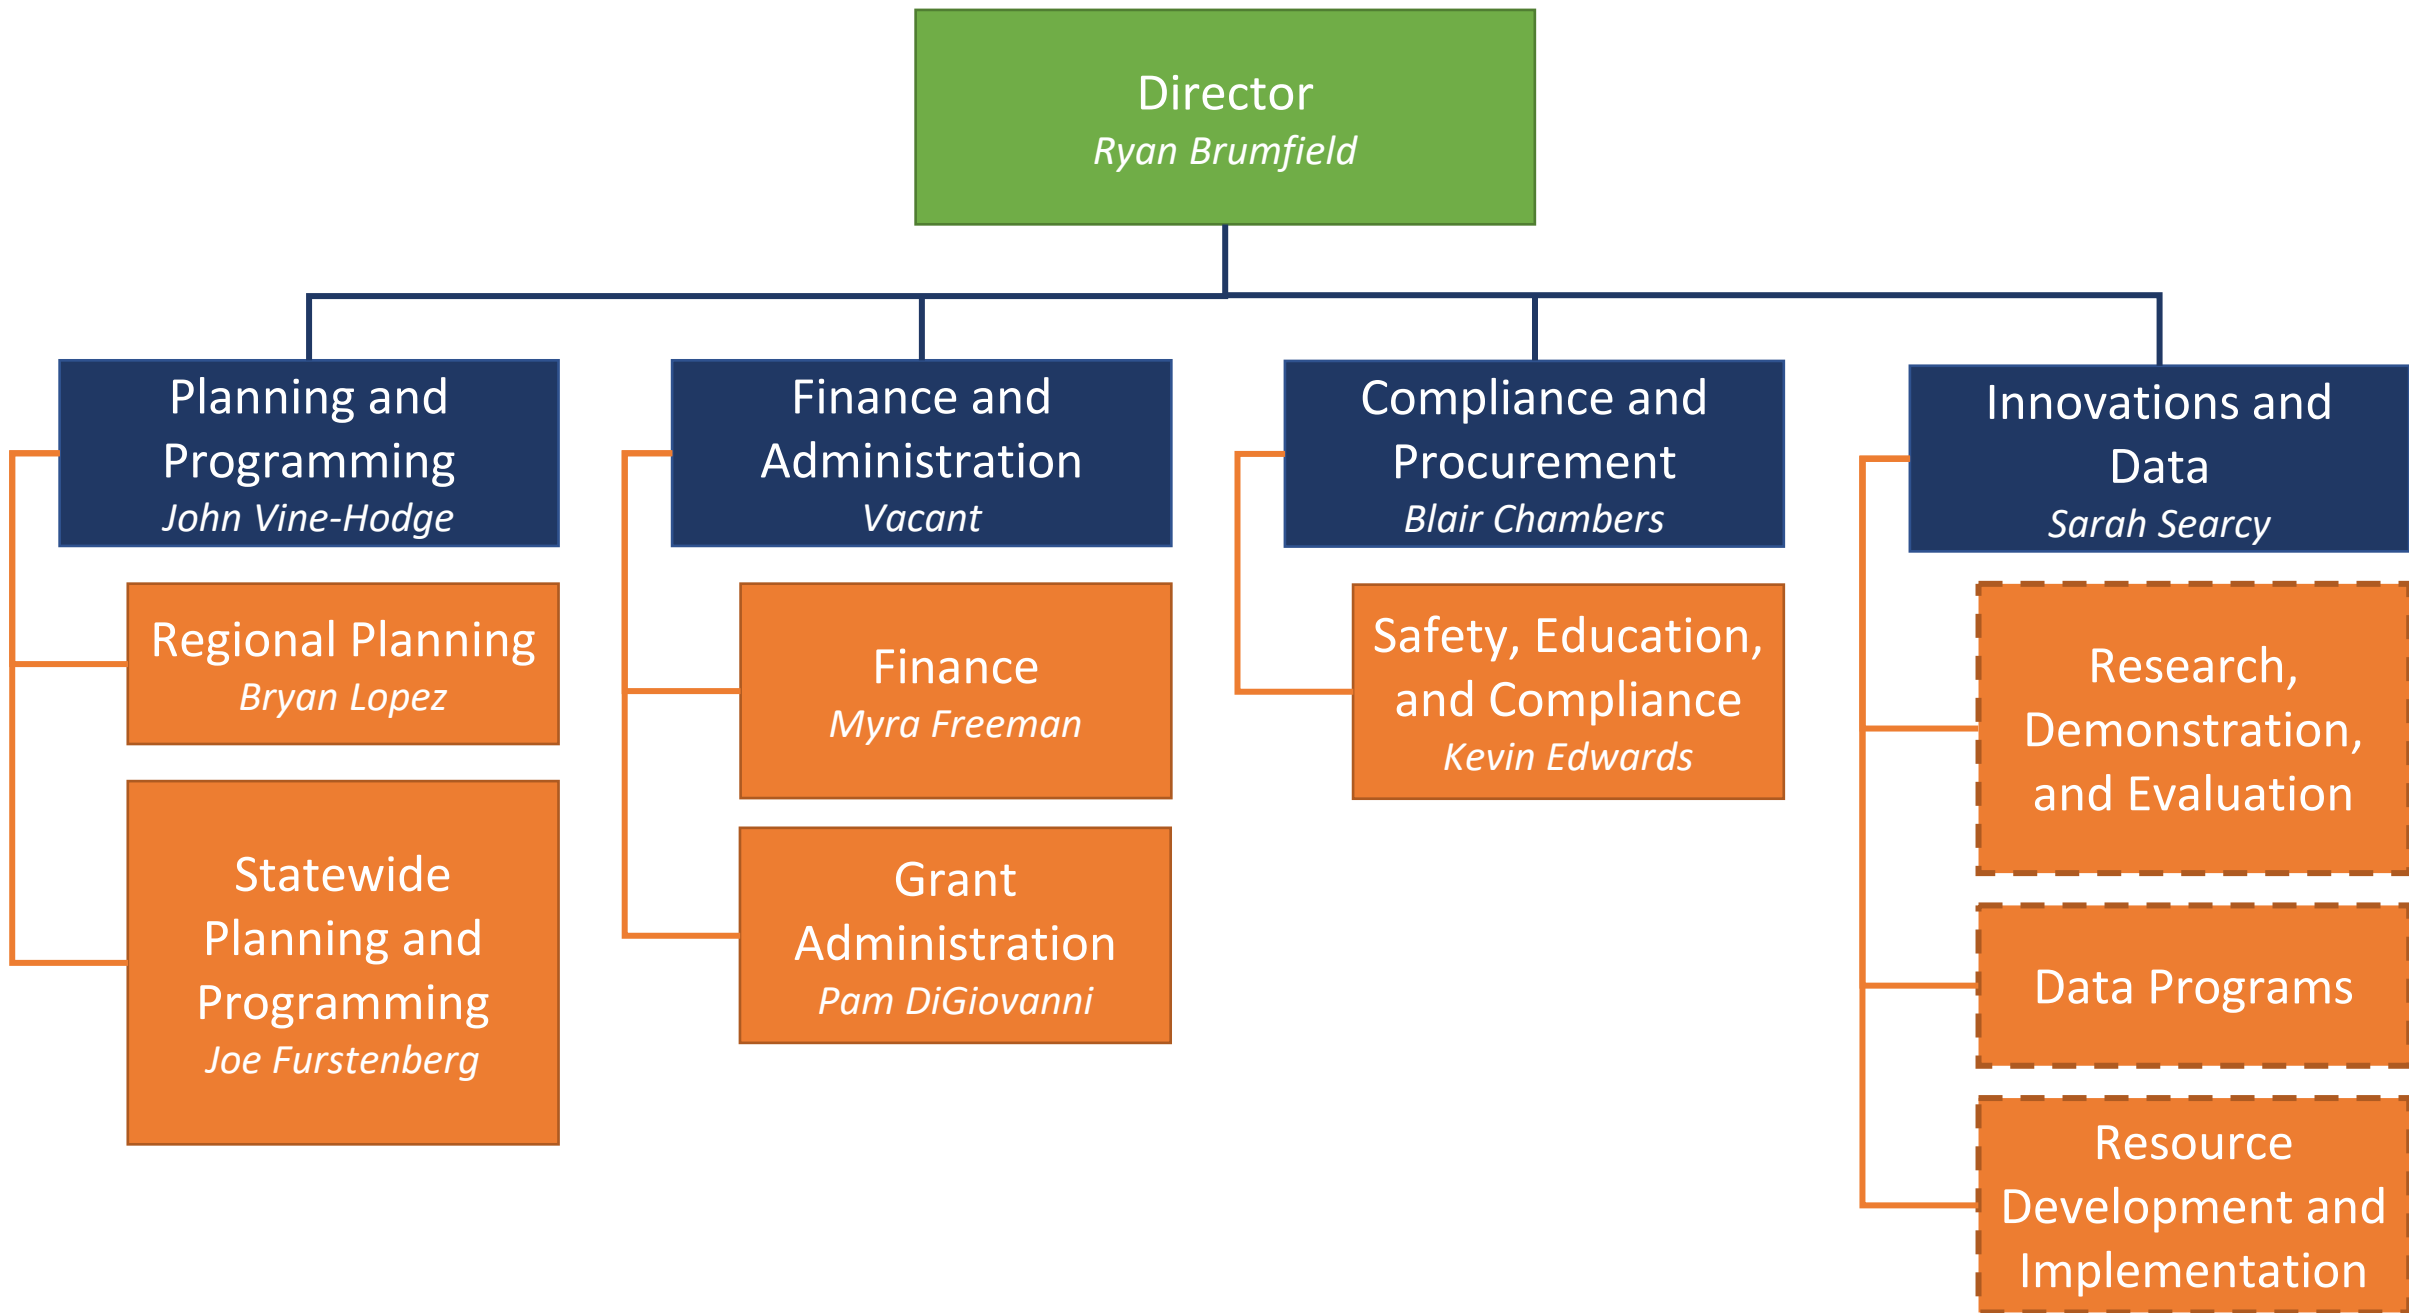 Director
Ryan Brumfield
Planning and
Programming
John Vine-Hodge
Regional Planning
Bryan Lopez
Statewide
Planning and
Programming
Joe Furstenberg
Finance and
Administration
Vacant
Finance
Myra Freeman
Grant
Administration
Pam DiGiovanni
Compliance and
Procurement
Blair Chambers
Safety, Education,
and Compliance
Kevin Edwards
Innovations and
Data
Sarah Searcy
Research,
Demonstration,
and Evaluation
Data Programs
Resource
Development and
Implementation